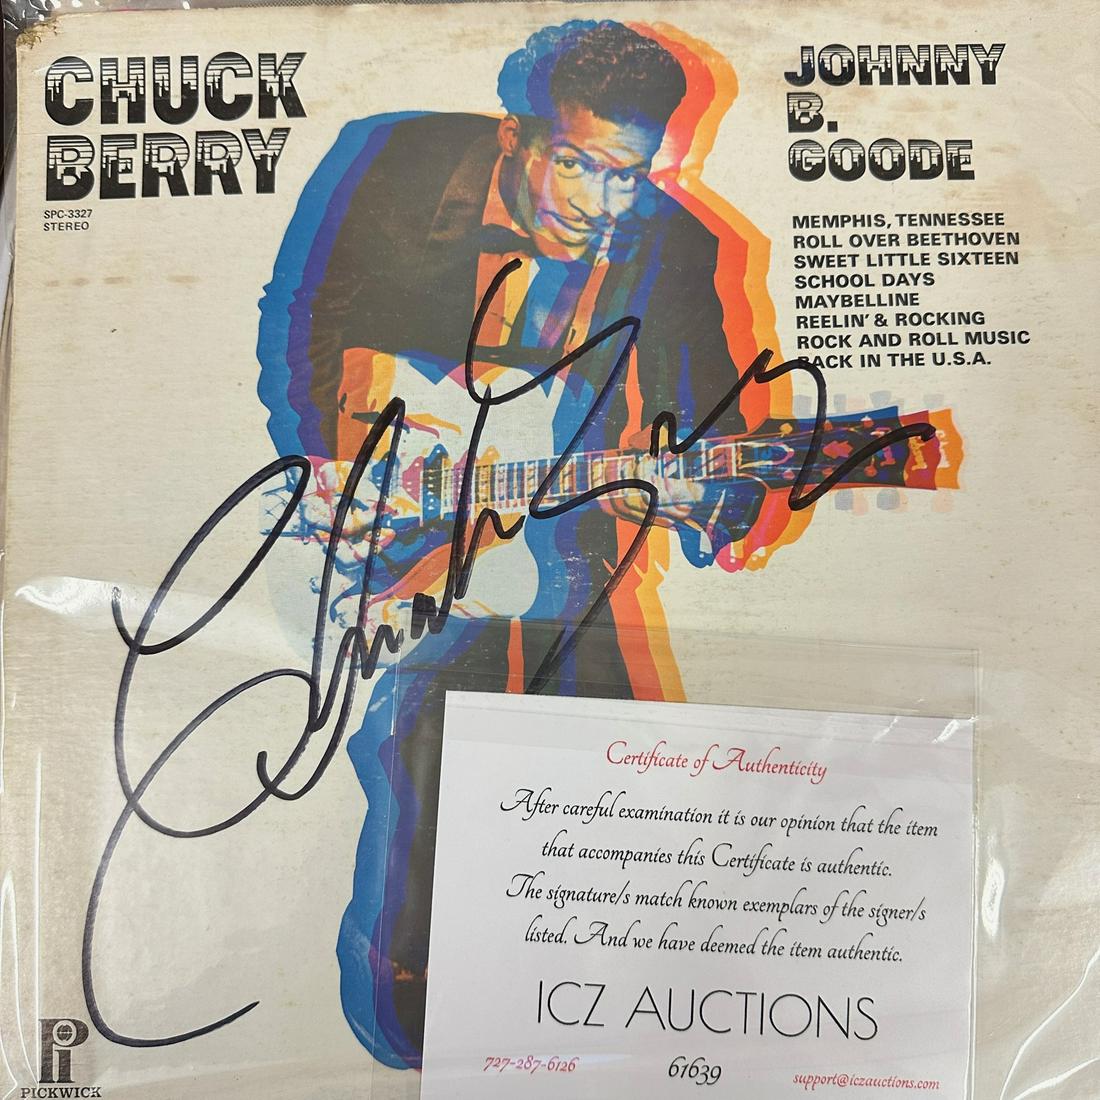 CHUCK
BERRY
SPC-3327
STEREO
JOHNNY
B.
GOODE
MEMPHIS, TENNESSEE
ROLL OVER BEETHOVEN
SWEET LITTLE SIXTEEN
SCHOOL DAYS
MAYBELLINE
REELIN' & ROCKING
ROCK AND ROLL MUSIC
BACK IN THE U.S.A.
Certificate of Authenticity
After careful examination it is our opinion that the item
that accompanies this Certificate is authentic.
The signature/s match known exemplars of the signer/s
listed. And we have deemed the item authentic.
ICZ AUCTIONS
727-287-6126
61639
support@iczauctions.com
PICKWICK